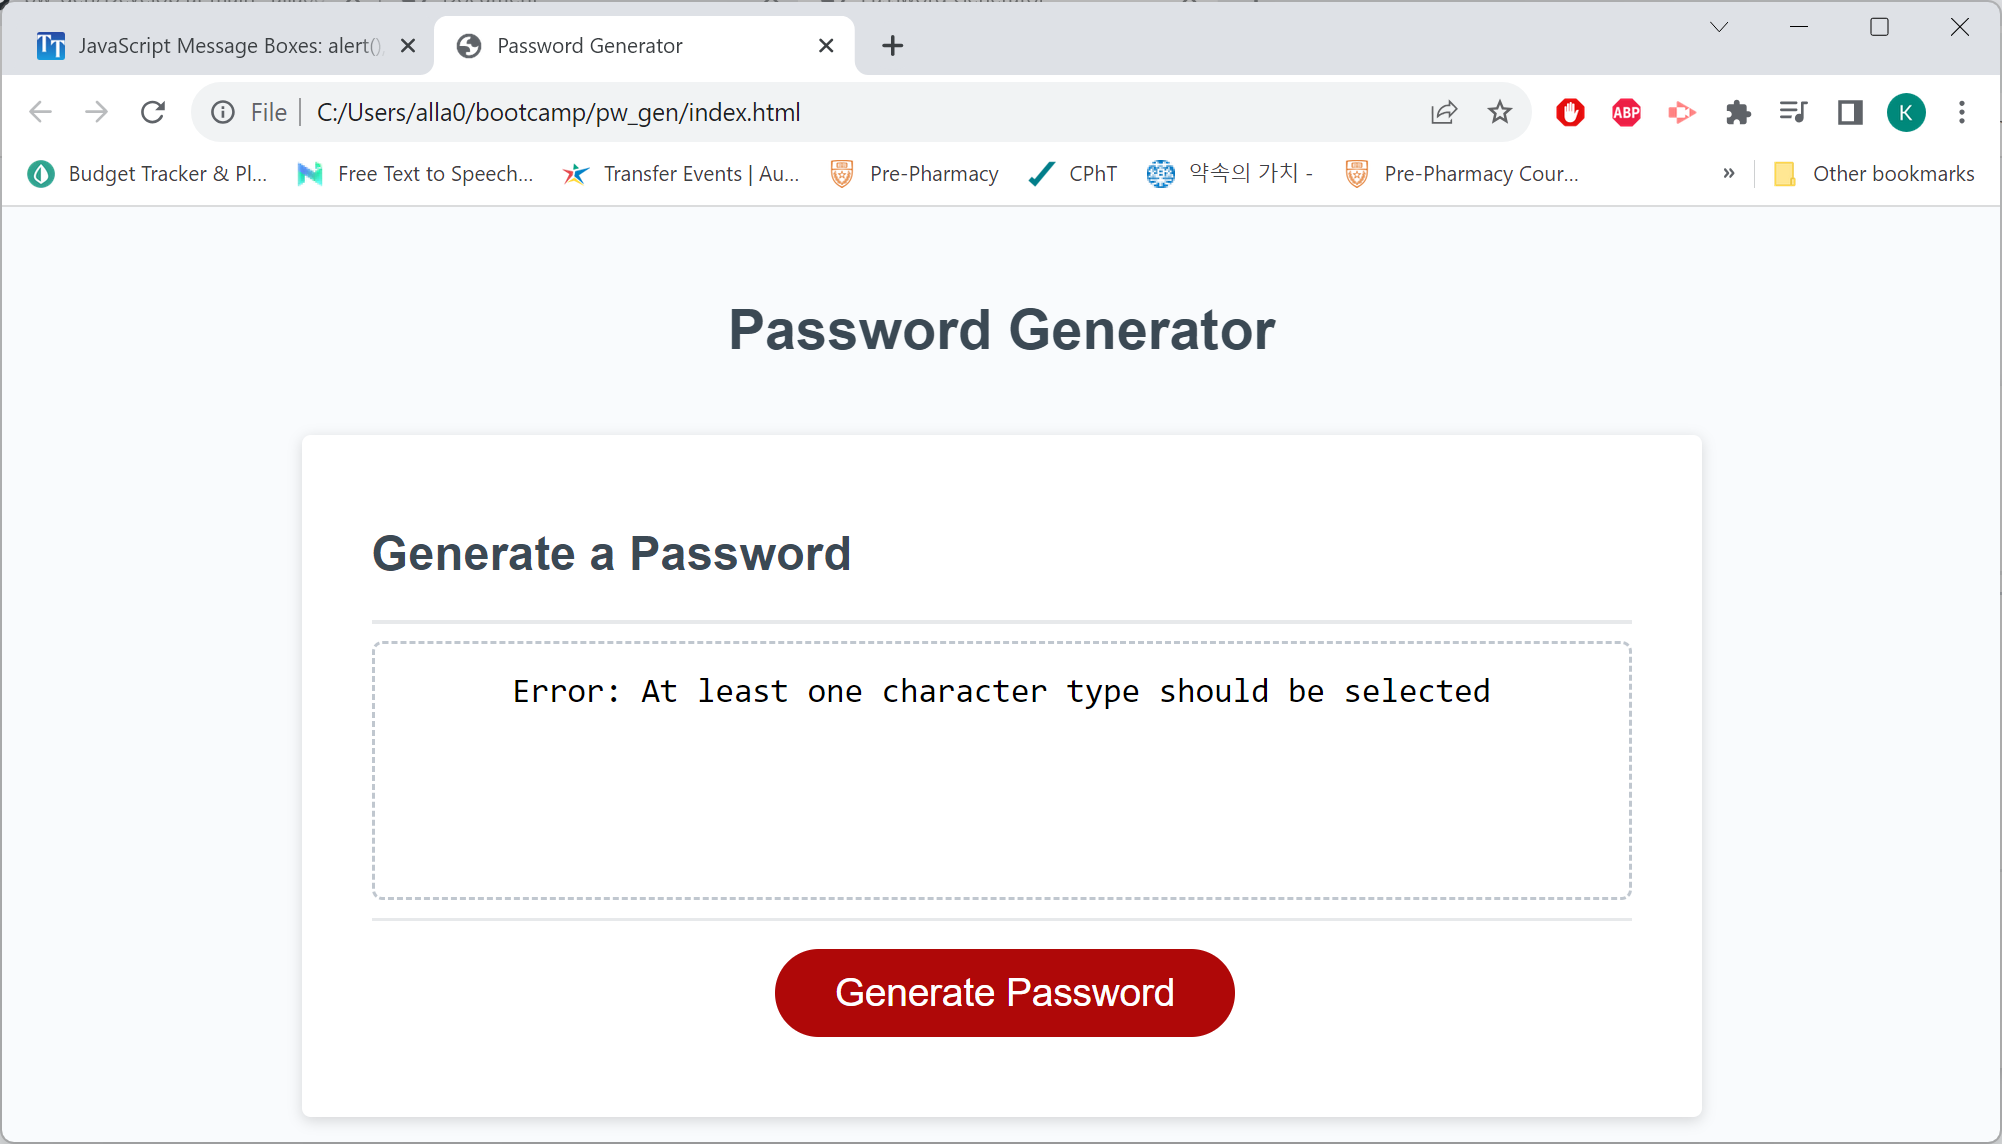 JavaScript Message Boxes: alert()
Password Generator
File
C:/Users/alla0/bootcamp/pw_gen/index.html
ABP
K
Budget Tracker & Pl...
Free Text to Speech...
Transfer Events | Au...
Pre-Pharmacy
CPhT
약속의 가치 -
Pre-Pharmacy Cour...
»
Other bookmarks
Password Generator
Generate a Password
Error: At least one character type should be selected
Generate Password